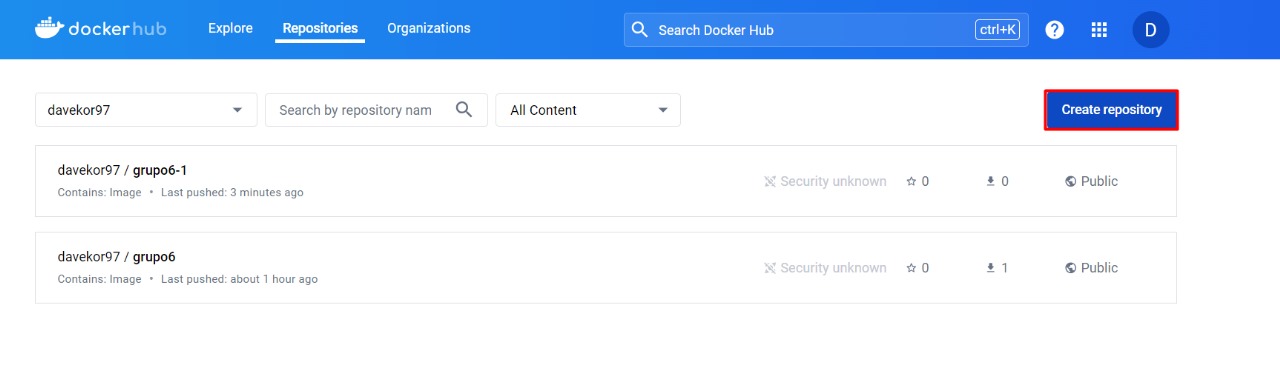 dockerhub Explore Repositories Organizations Search Docker Hub ctrl+K ? D
davekor97 Search by repository nam All Content Create repository
davekor97 / grupo6-1
Contains: Image • Last pushed: 3 minutes ago Security unknown 0 0 Public
davekor97 / grupo6
Contains: Image • Last pushed: about 1 hour ago Security unknown 0 1 Public